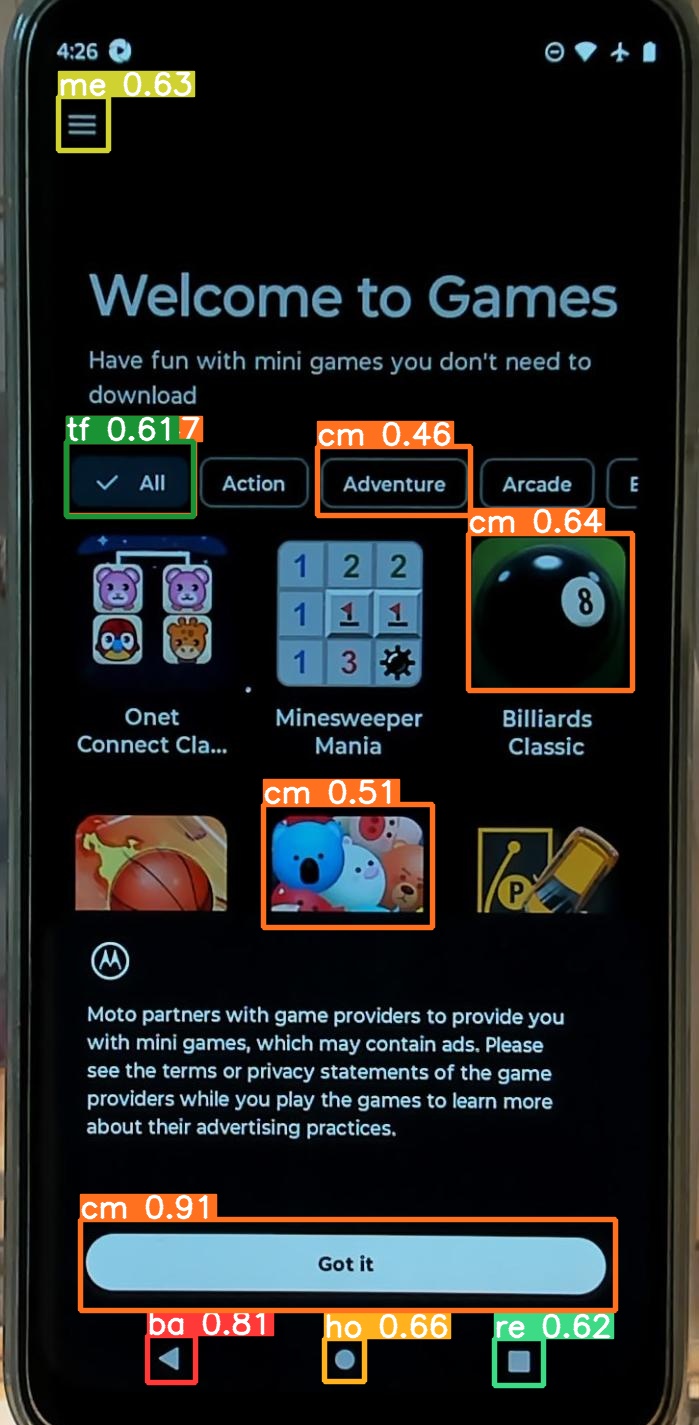 4:26
me 0.63
Welcome to Games
Have fun with mini games you don't need to
download
tf 0.61 7
cm 0.46
All
Action
Adventure
Arcade
cm 0.64
1 2 2
1 1 1
1 3
8
Onet
Connect Cla...
Minesweeper
Mania
Billiards
Classic
cm 0.51
P
Moto partners with game providers to provide you
with mini games, which may contain ads. Please
see the terms or privacy statements of the game
providers while you play the games to learn more
about their advertising practices.
cm 0.91
Got it
ba 0.81
ho 0.66
re 0.62